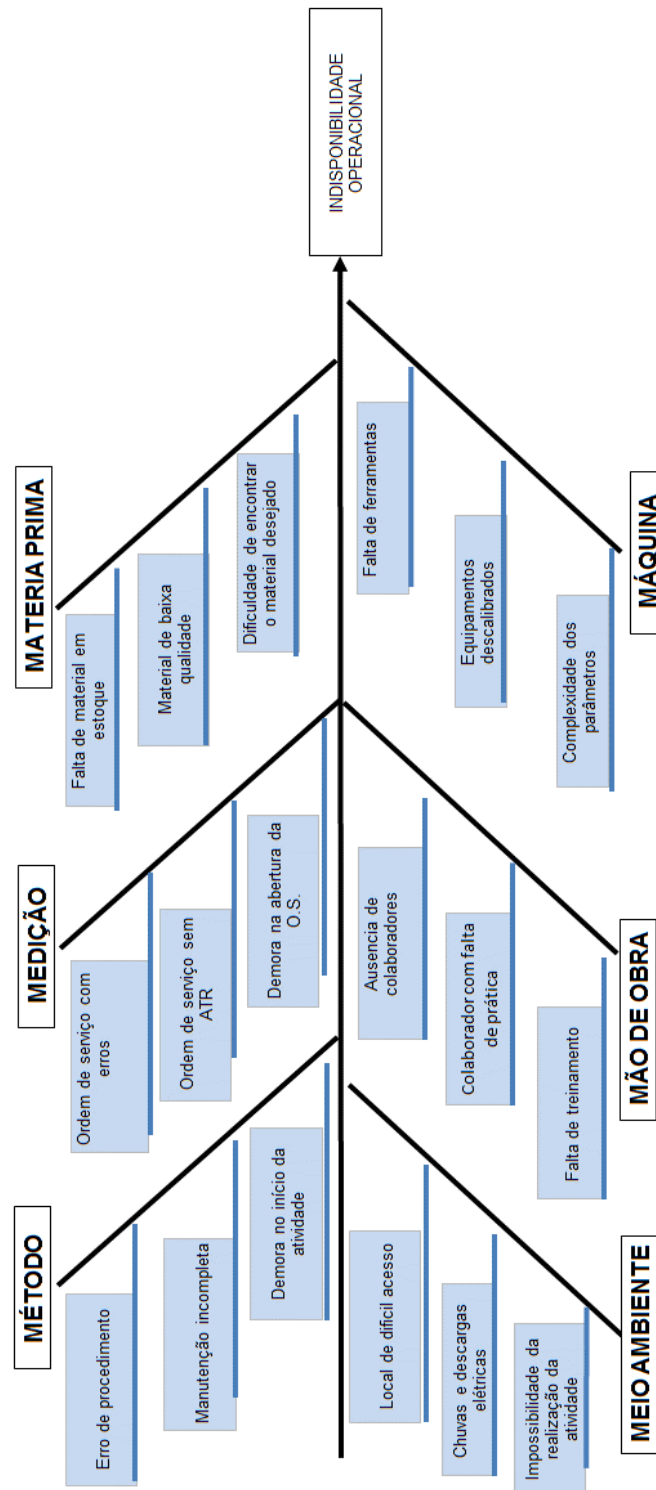 MÉTODO
MEDIÇÃO
MATERIA PRIMA
Erro de procedimento
Manutenção incompleta
Demora no início da
atividade
Ordem de serviço com
erros
Ordem de serviço sem
ATR
Demora na abertura da
O.S.
Falta de material em
estoque
Material de baixa
qualidade
Dificuldade de encontrar
o material desejado
INDISPONIBILIDADE
OPERACIONAL
Local de dificil acesso
Chuvas e descargas
elétricas
Impossibilidade da
realização da
atividade
Ausencia de
colaboradores
Colaborador com falta
de prática
Falta de treinamento
Falta de ferramentas
Equipamentos
descalibrados
Complexidade dos
parâmetros
MEIO AMBIENTE
MÃO DE OBRA
MÁQUINA